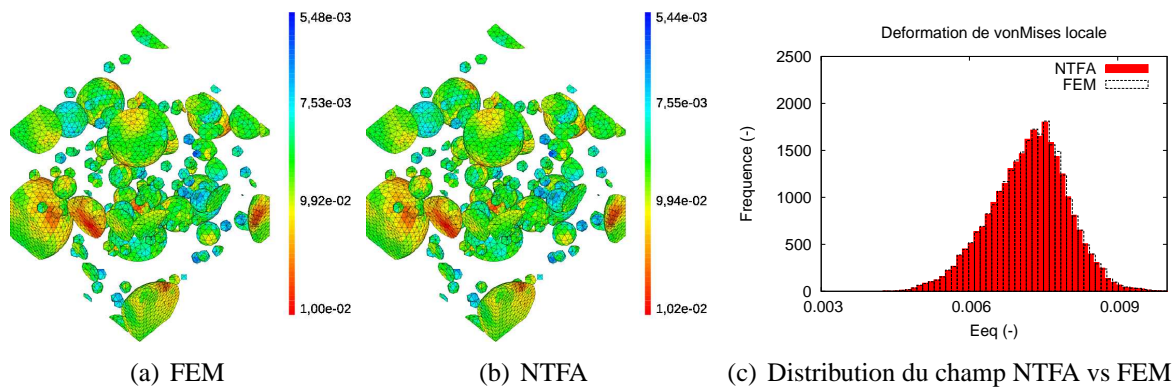 5,48e-03
7,53e-03
9,92e-02
1,00e-02
(a) FEM
5,44e-03
7,55e-03
9,94e-02
1,02e-02
(b) NTFA
Deformation de vonMises locale
NTFA
FEM
Frequence (-)
2500
2000
1500
1000
500
0
0.003
0.006
0.009
Eeq (-)
(c) Distribution du champ NTFA vs FEM